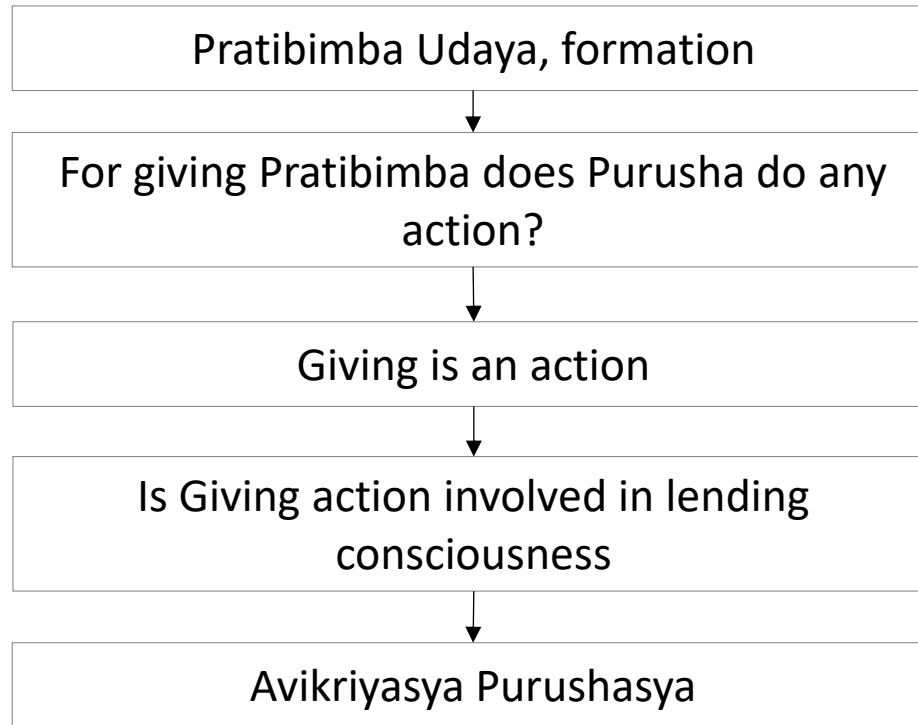 Pratibimba Udaya, formation
For giving Pratibimba does Purusha do any
action?
Giving is an action
Is Giving action involved in lending
consciousness
Avikriyasya Purushasya